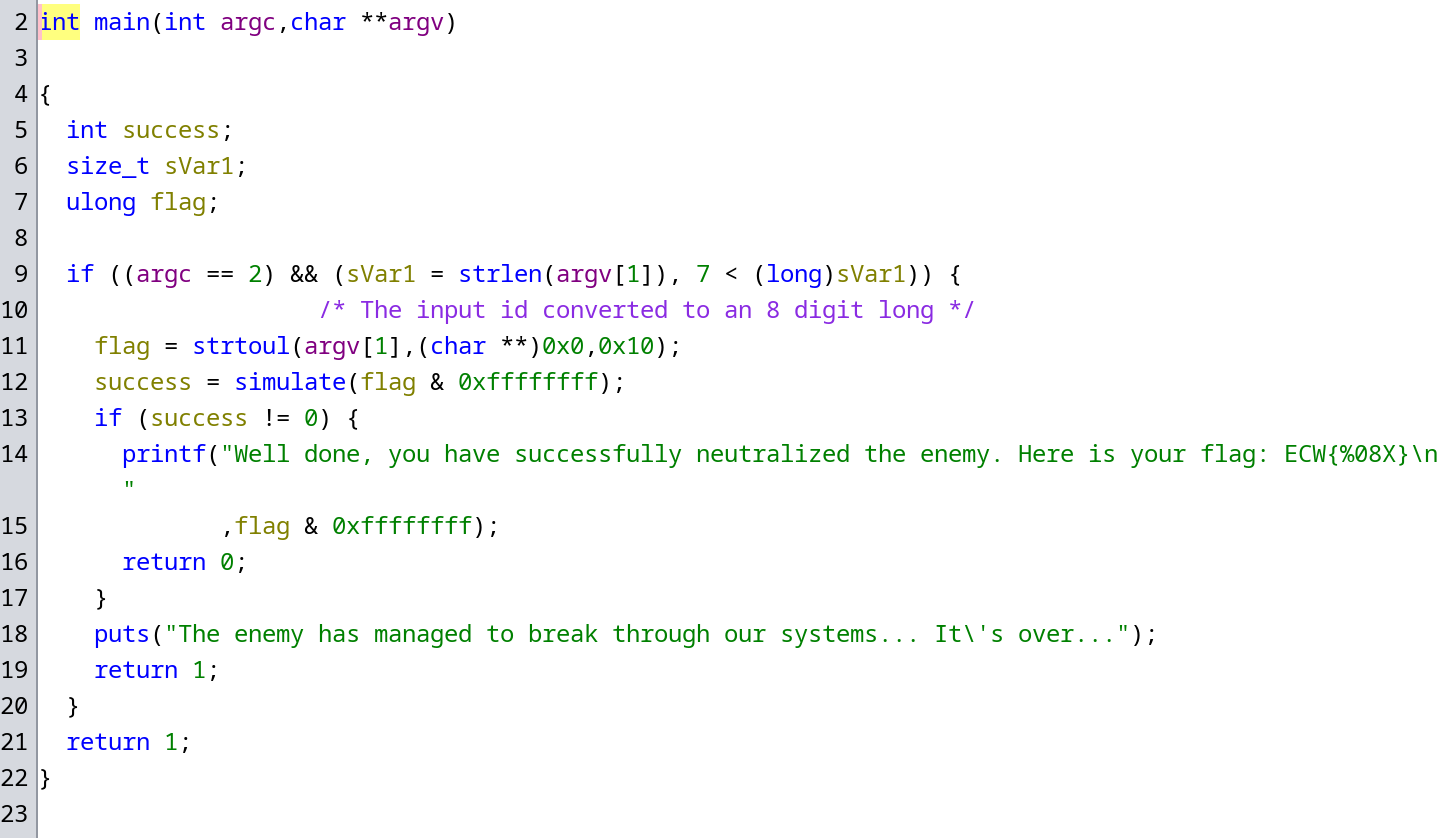 2 int main(int argc,char **argv)
3
4 {
5   int success;
6   size_t sVar1;
7   ulong flag;
8
9   if ((argc == 2) && (sVar1 = strlen(argv[1]), 7 < (long)sVar1)) {
10                     /* The input id converted to an 8 digit long */
11     flag = strtoul(argv[1],(char **)0x0,0x10);
12     success = simulate(flag & 0xffffffff);
13     if (success != 0) {
14       printf("Well done, you have successfully neutralized the enemy. Here is your flag: ECW{%08X}\n
      "
15              ,flag & 0xffffffff);
16       return 0;
17     }
18     puts("The enemy has managed to break through our systems... It\'s over...");
19     return 1;
20   }
21   return 1;
22 }
23